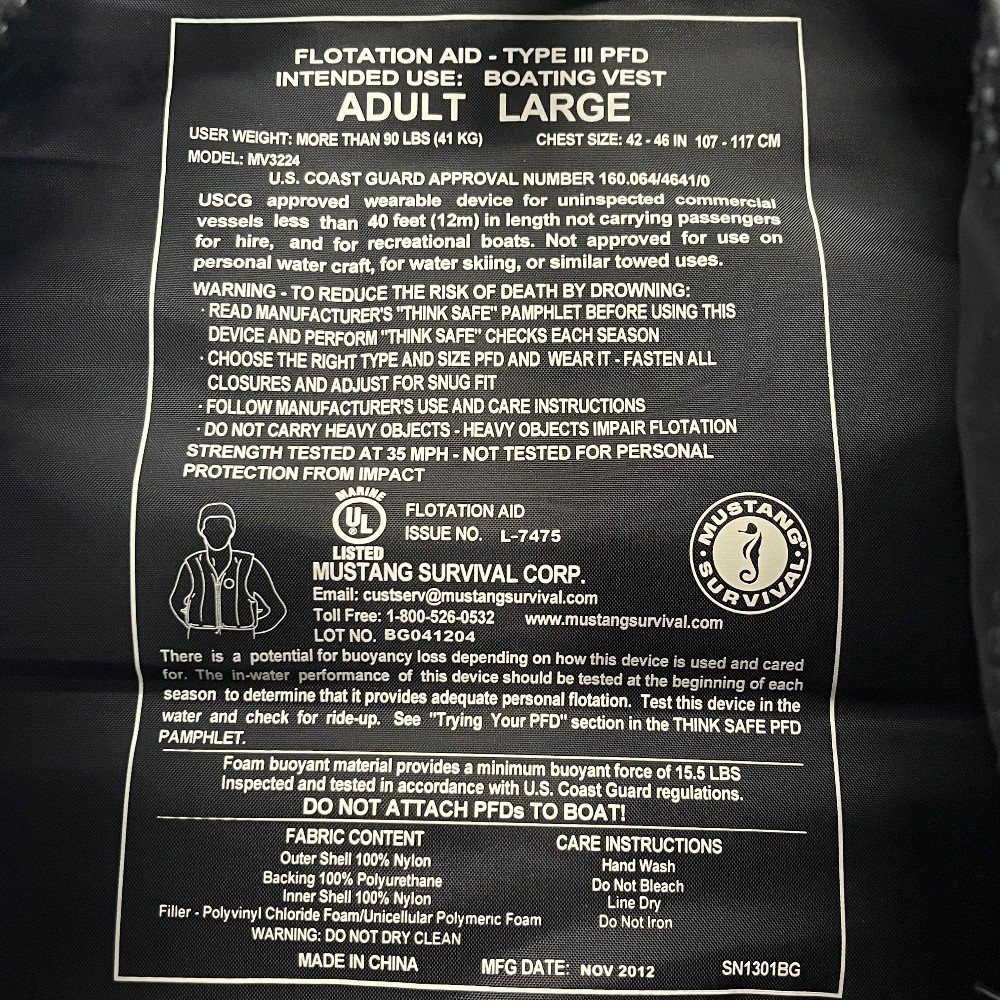 FLOTATION AID - TYPE III PFD
INTENDED USE: BOATING VEST
ADULT LARGE
USER WEIGHT: MORE THAN 90 LBS (41 KG) CHEST SIZE: 42 - 46 IN 107 - 117 CM
MODEL: MV3224
U.S. COAST GUARD APPROVAL NUMBER 160.064/4641/0
USCG approved wearable device for uninspected commercial
vessels less than 40 feet (12m) in length not carrying passengers
for hire, and for recreational boats. Not approved for use on
personal water craft, for water skiing, or similar towed uses.
WARNING - TO REDUCE THE RISK OF DEATH BY DROWNING:
· READ MANUFACTURER'S "THINK SAFE" PAMPHLET BEFORE USING THIS
DEVICE AND PERFORM "THINK SAFE" CHECKS EACH SEASON
· CHOOSE THE RIGHT TYPE AND SIZE PFD AND WEAR IT - FASTEN ALL
CLOSURES AND ADJUST FOR SNUG FIT
· FOLLOW MANUFACTURER'S USE AND CARE INSTRUCTIONS
· DO NOT CARRY HEAVY OBJECTS - HEAVY OBJECTS IMPAIR FLOTATION
STRENGTH TESTED AT 35 MPH - NOT TESTED FOR PERSONAL
PROTECTION FROM IMPACT
MARINE
UL ®
LISTED
FLOTATION AID
ISSUE NO. L-7475
MUSTANG ®
SURVIVAL
MUSTANG SURVIVAL CORP.
Email: custserv@mustangsurvival.com
Toll Free: 1-800-526-0532 www.mustangsurvival.com
LOT NO. BG041204
There is a potential for buoyancy loss depending on how this device is used and cared
for. The in-water performance of this device should be tested at the beginning of each
season to determine that it provides adequate personal flotation. Test this device in the
water and check for ride-up. See "Trying Your PFD" section in the THINK SAFE PFD
PAMPHLET.
Foam buoyant material provides a minimum buoyant force of 15.5 LBS
Inspected and tested in accordance with U.S. Coast Guard regulations.
DO NOT ATTACH PFDs TO BOAT!
FABRIC CONTENT
Outer Shell 100% Nylon
Backing 100% Polyurethane
Inner Shell 100% Nylon
Filler - Polyvinyl Chloride Foam/Unicellular Polymeric Foam
WARNING: DO NOT DRY CLEAN
CARE INSTRUCTIONS
Hand Wash
Do Not Bleach
Line Dry
Do Not Iron
MADE IN CHINA MFG DATE: NOV 2012 SN1301BG